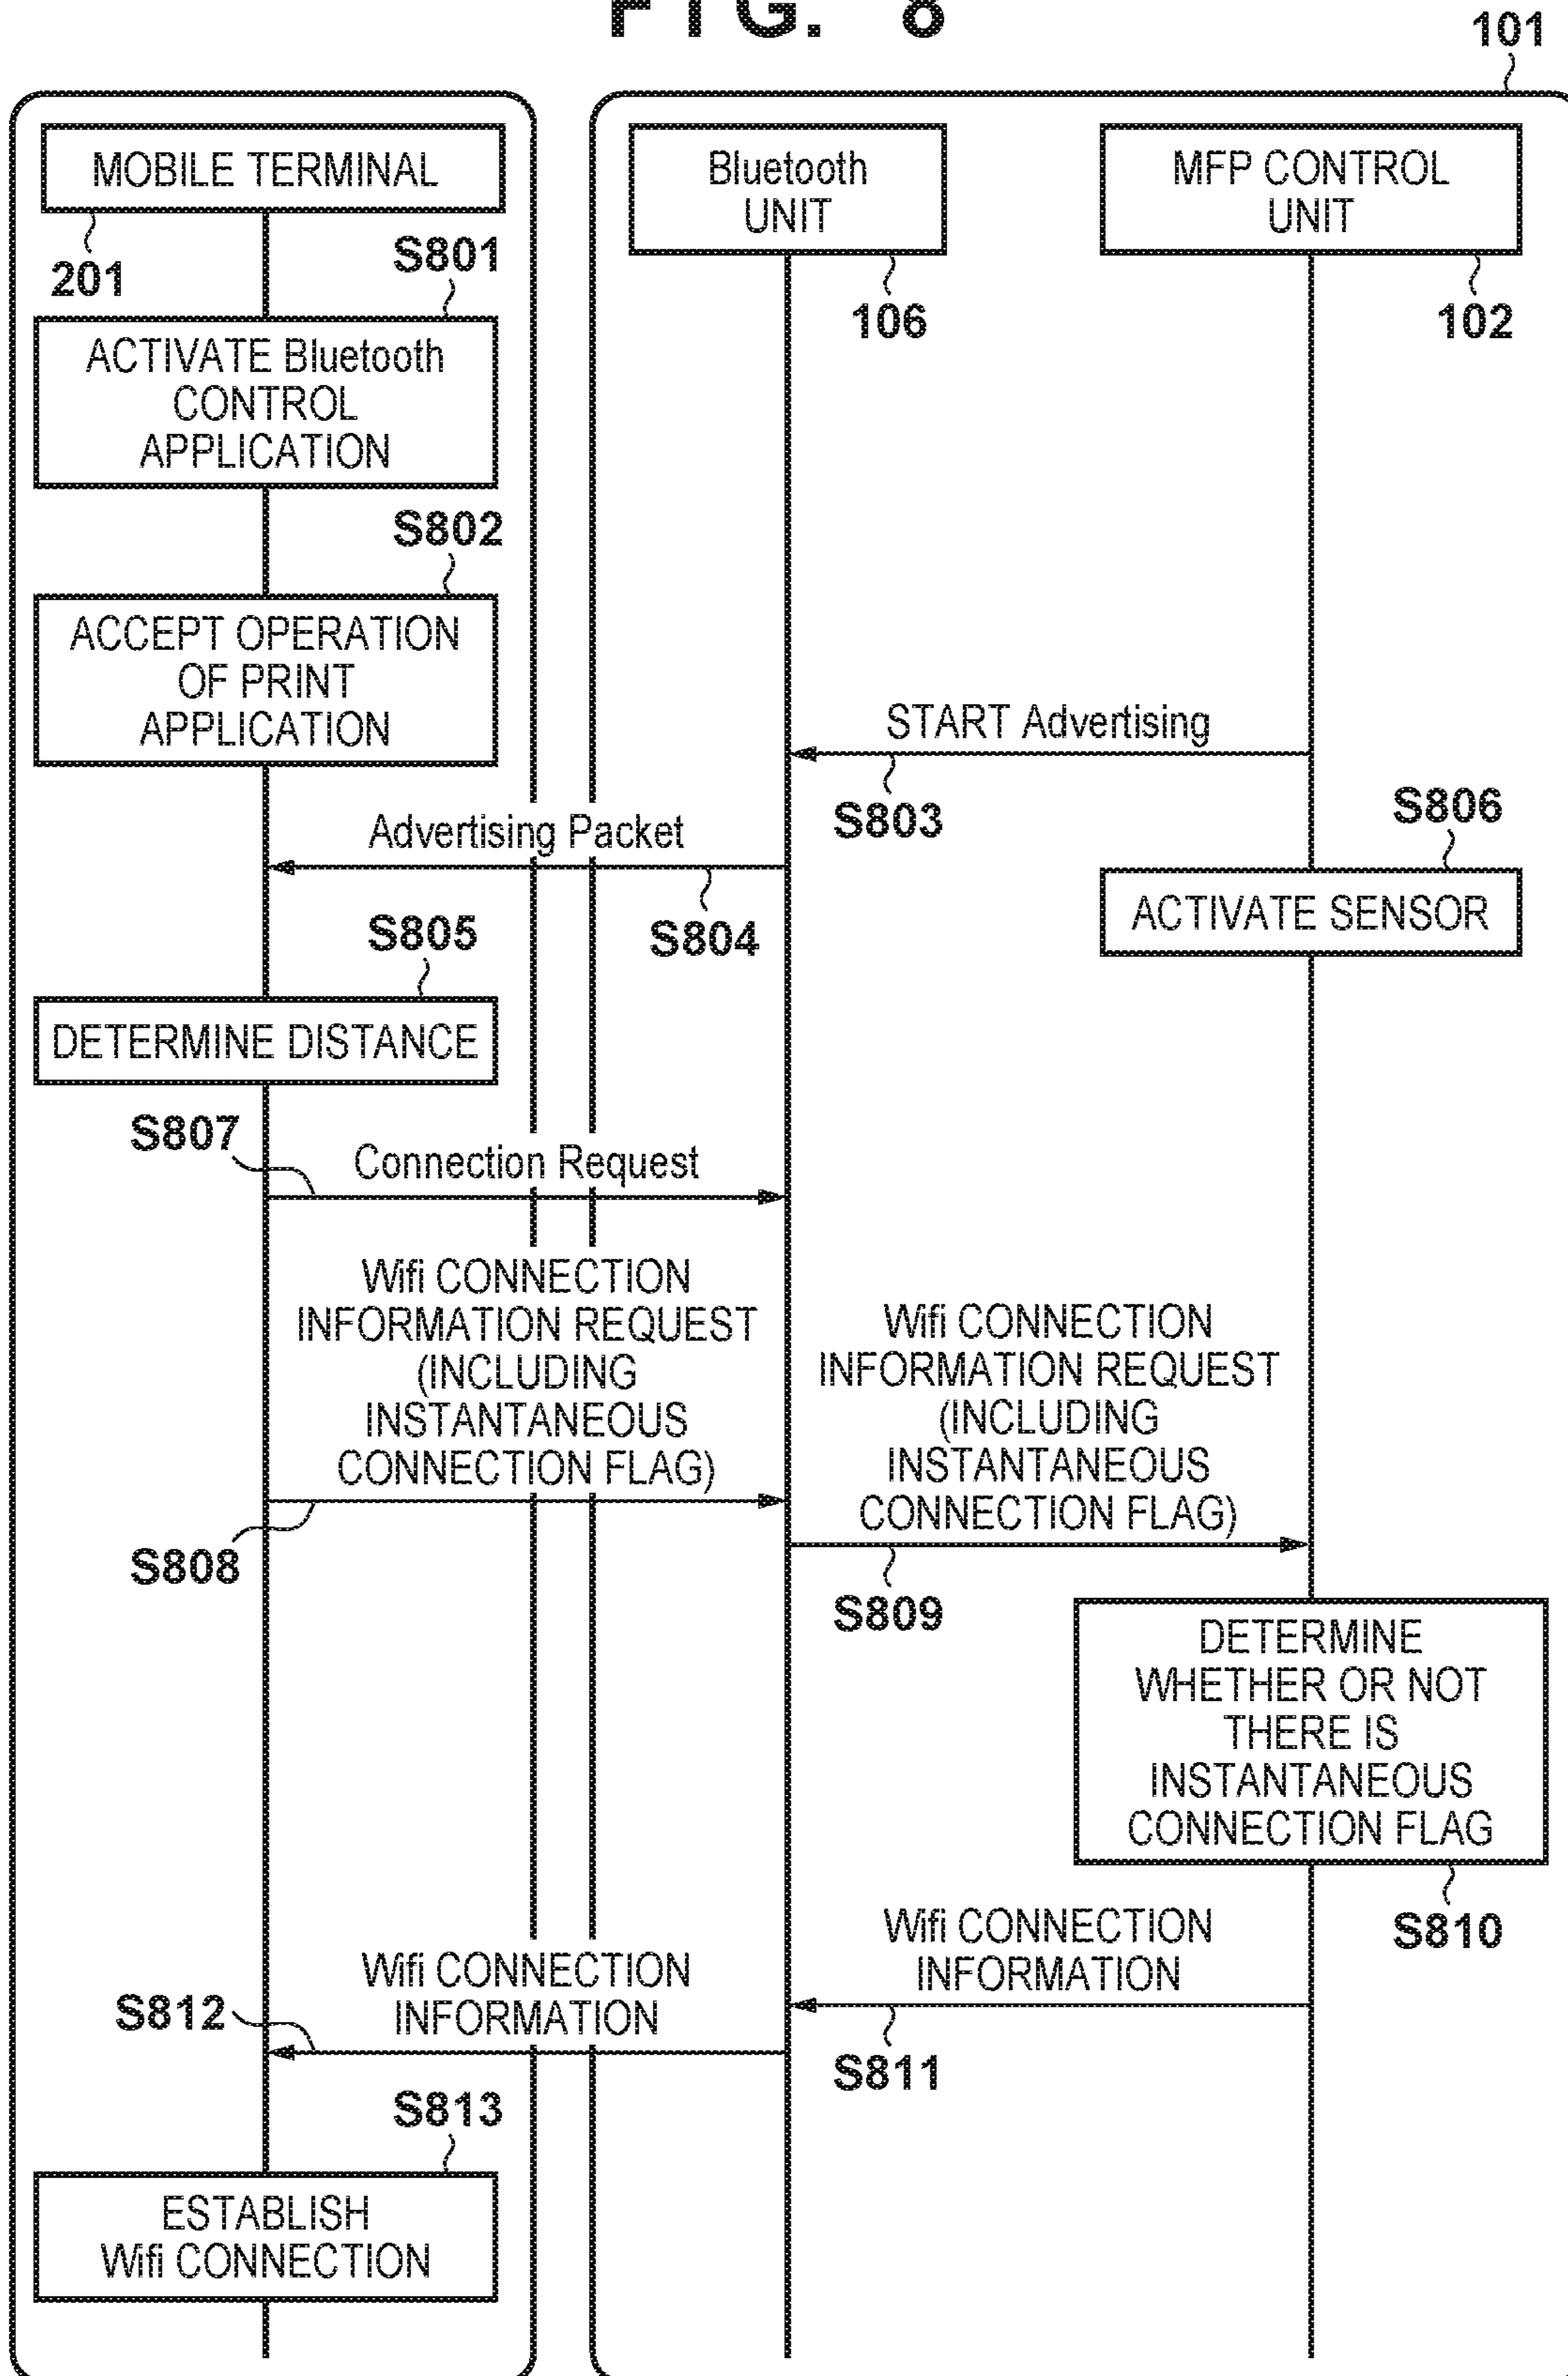 FIG. 8
101
MOBILE TERMINAL
Bluetooth
UNIT
MFP CONTROL
UNIT
201
106
102
S801
ACTIVATE Bluetooth
CONTROL
APPLICATION
S802
ACCEPT OPERATION
OF PRINT
APPLICATION
START Advertising
S803
Advertising Packet
S804
S806
ACTIVATE SENSOR
S805
DETERMINE DISTANCE
S807
Connection Request
Wifi CONNECTION
INFORMATION REQUEST
(INCLUDING
INSTANTANEOUS
CONNECTION FLAG)
S808
Wifi CONNECTION
INFORMATION REQUEST
(INCLUDING
INSTANTANEOUS
CONNECTION FLAG)
S809
DETERMINE
WHETHER OR NOT
THERE IS
INSTANTANEOUS
CONNECTION FLAG
S810
Wifi CONNECTION
INFORMATION
S811
Wifi CONNECTION
INFORMATION
S812
S813
ESTABLISH
Wifi CONNECTION